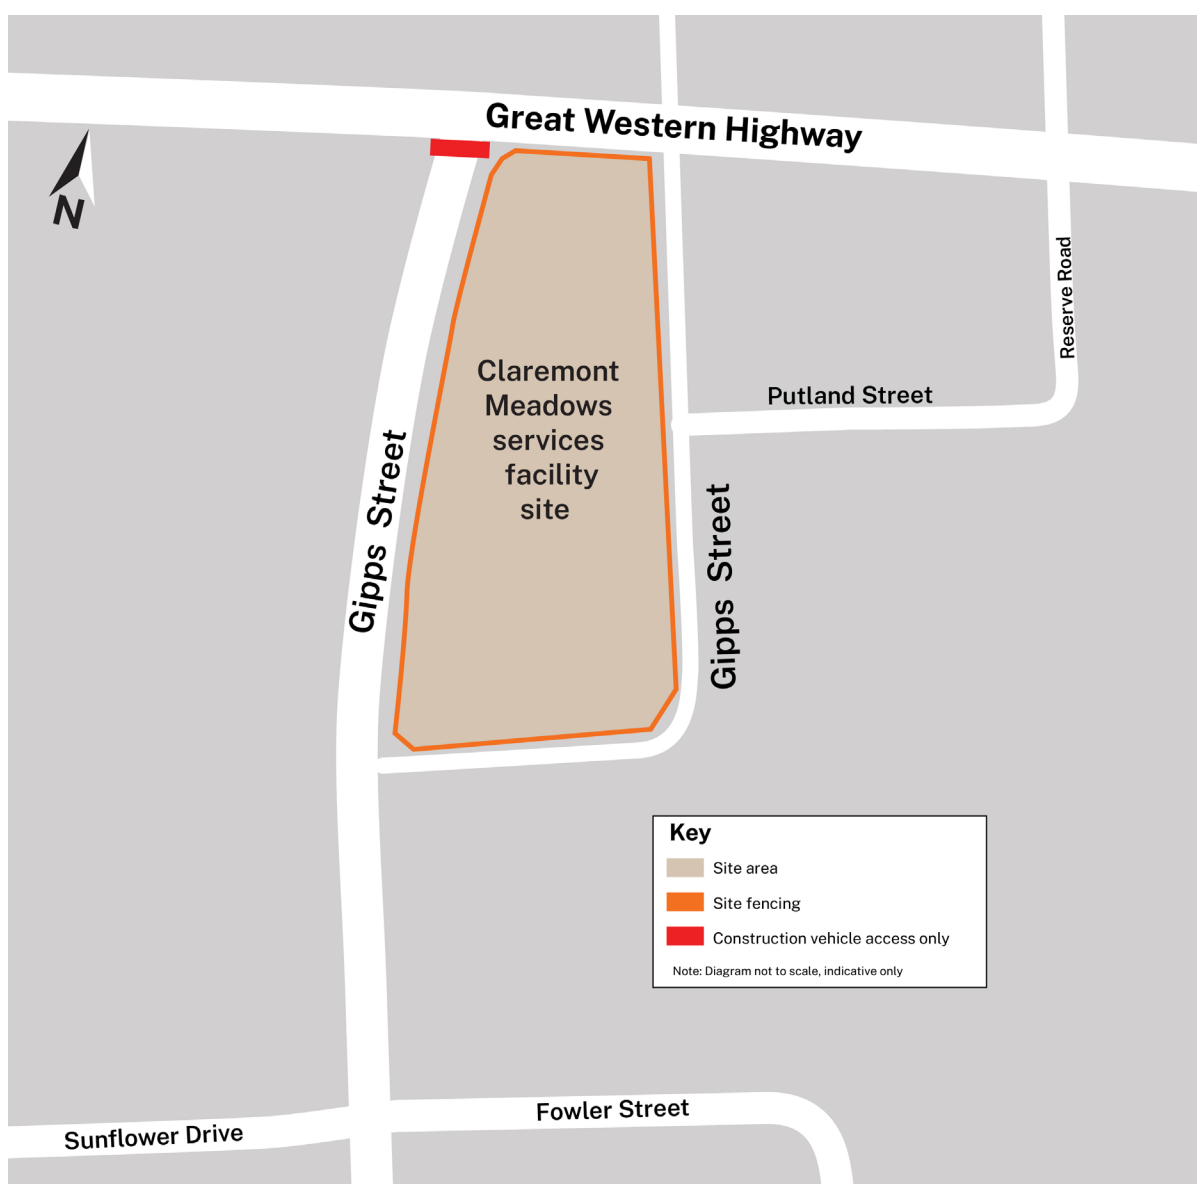 Great Western Highway
N
Reserve Road
Claremont
Meadows
services
facility
site
Putland Street
Gipps Street
Gipps Street
Key
Site area
Site fencing
Construction vehicle access only
Note: Diagram not to scale, indicative only
Fowler Street
Sunflower Drive